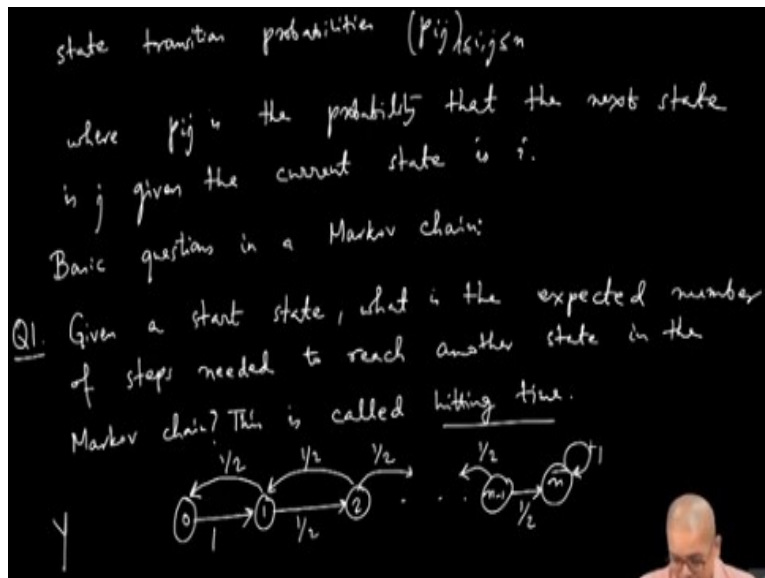 state transition probabilities (pij)1≤i,j≤n
where pij is the probability that the next state
is j given the current state is i.
Basic questions in a Markov chain:
Q1. Given a start state, what is the expected number
of steps needed to reach another state in the
Markov chain? This is called hitting time.
1/2 1/2 1/2 1/2 1
0 1 2 . . . n-1 n
1 1/2 1/2
Y